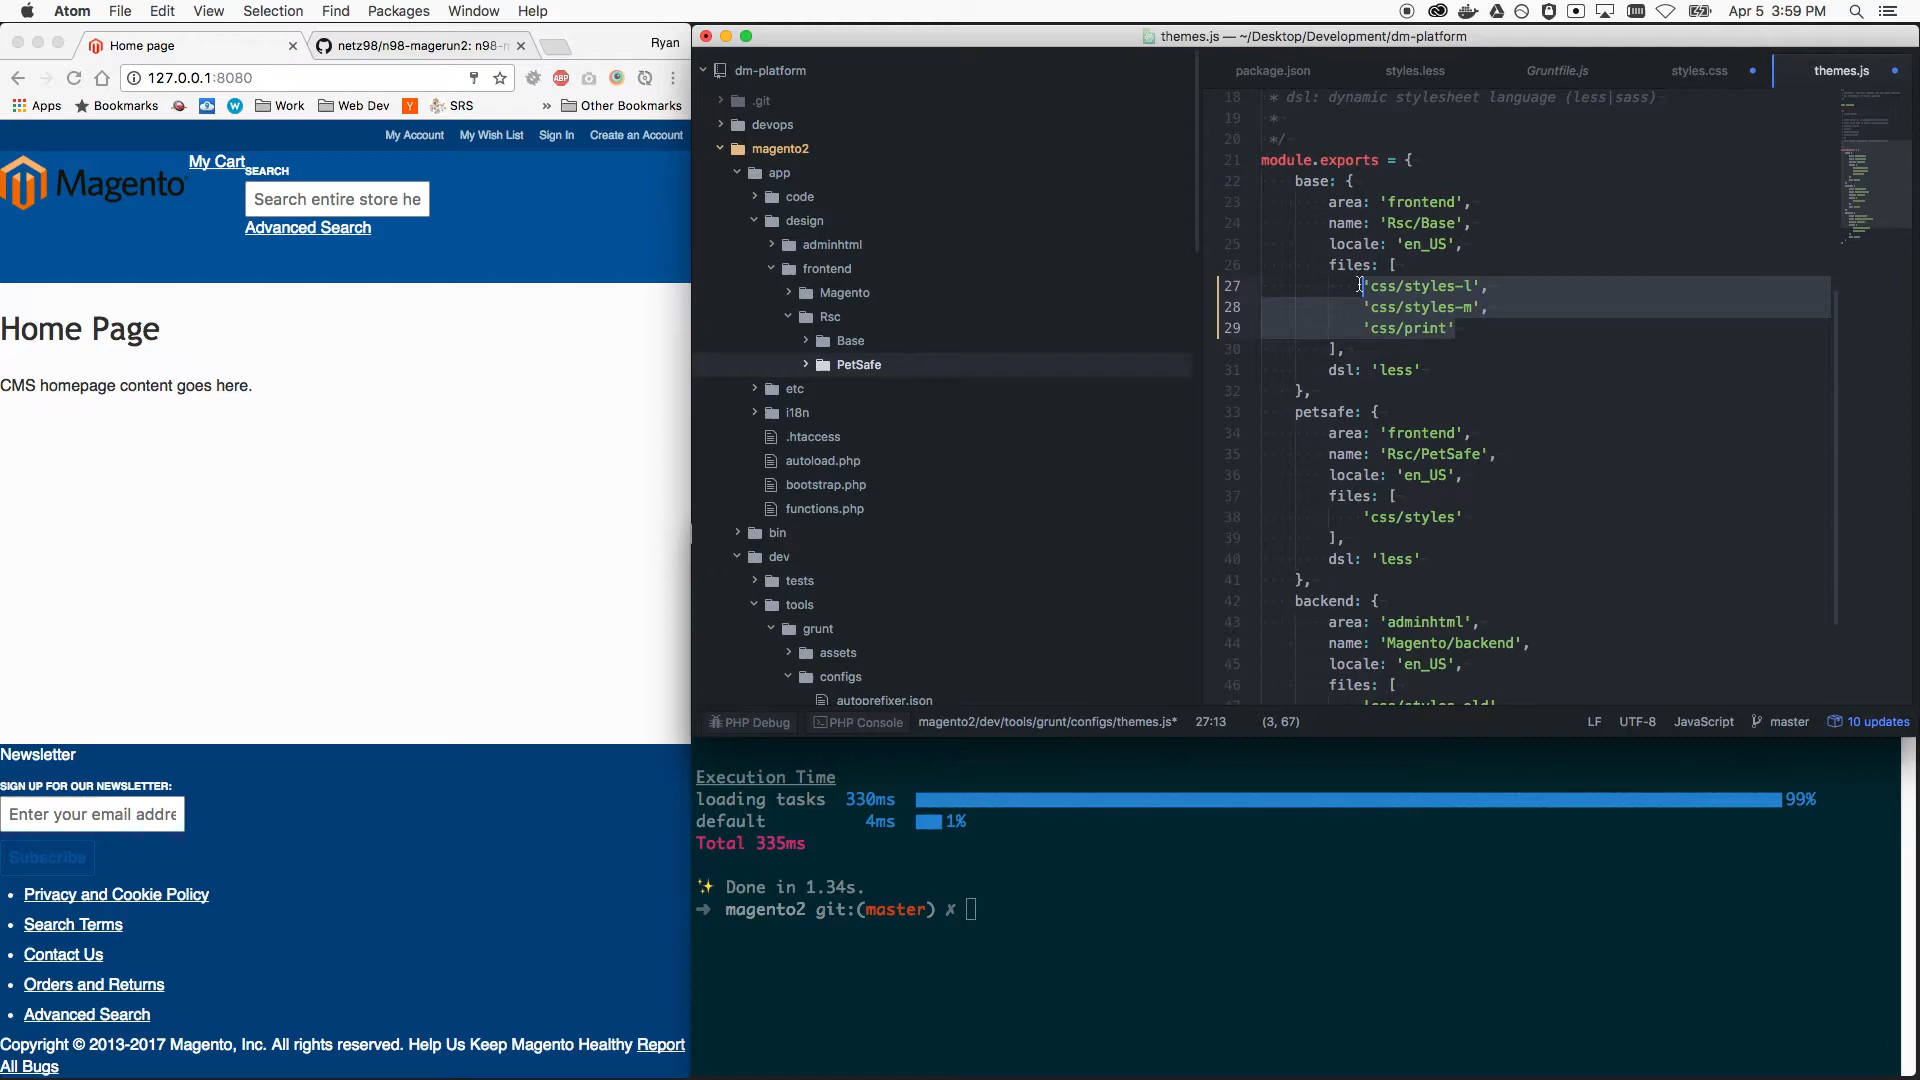 Atom File Edit View Selection Find Packages Window Help Apr 5 3:59 PM
Home page
netz98/n98-magerun2: n98-m
Ryan
127.0.0.1:8080
ABP
Apps Bookmarks W Work Web Dev Y SRS » Other Bookmarks
My Account My Wish List Sign In Create an Account
Magento
My Cart
SEARCH
Search entire store he
Advanced Search
Home Page
CMS homepage content goes here.
Newsletter
SIGN UP FOR OUR NEWSLETTER:
Enter your email addre
Subscribe
Privacy and Cookie Policy
Search Terms
Contact Us
Orders and Returns
Advanced Search
Copyright © 2013-2017 Magento, Inc. All rights reserved. Help Us Keep Magento Healthy Report
All Bugs
themes.js — ~/Desktop/Development/dm-platform
dm-platform
.git
devops
magento2
app
code
design
adminhtml
frontend
Magento
Rsc
Base
PetSafe
etc
i18n
.htaccess
autoload.php
bootstrap.php
functions.php
bin
dev
tests
tools
grunt
assets
configs
autoprefixer.json
package.json styles.less Gruntfile.js styles.css themes.js
18 * dsl: dynamic stylesheet language (less|sass)
19 *
20 */
21 module.exports = {
22 base: {
23 area: 'frontend',
24 name: 'Rsc/Base',
25 locale: 'en_US',
26 files: [
27 'css/styles-l',
28 'css/styles-m',
29 'css/print'
30 ],
31 dsl: 'less'
32 },
33 petsafe: {
34 area: 'frontend',
35 name: 'Rsc/PetSafe',
36 locale: 'en_US',
37 files: [
38 'css/styles'
39 ],
40 dsl: 'less'
41 },
42 backend: {
43 area: 'adminhtml',
44 name: 'Magento/backend',
45 locale: 'en_US',
46 files: [
PHP Debug PHP Console magento2/dev/tools/grunt/configs/themes.js* 27:13 (3, 67) LF UTF-8 JavaScript master 10 updates
Execution Time
loading tasks 330ms 99%
default 4ms 1%
Total 335ms
✨ Done in 1.34s.
➜ magento2 git:(master) ✗